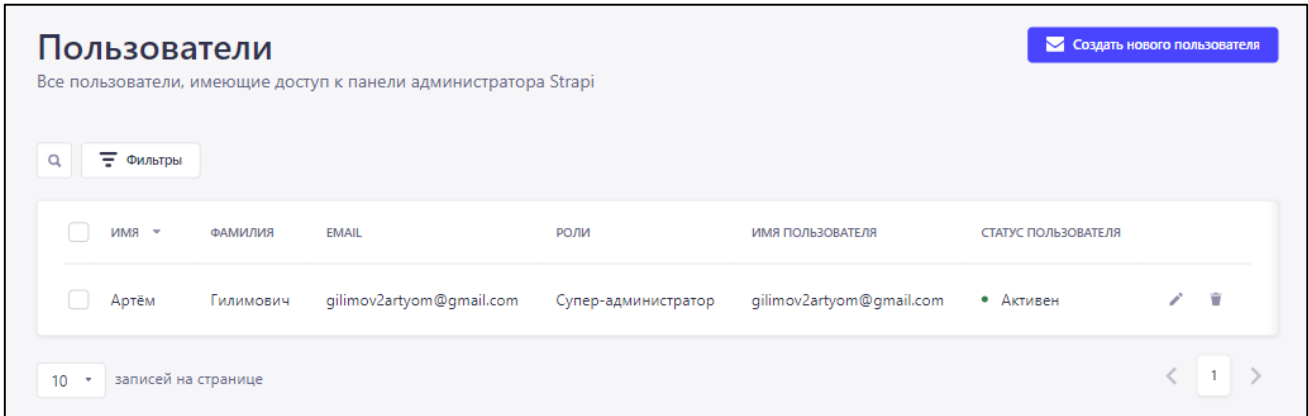 Пользователи
Создать нового пользователя
Все пользователи, имеющие доступ к панели администратора Strapi
Фильтры
ИМЯ ФАМИЛИЯ EMAIL РОЛИ ИМЯ ПОЛЬЗОВАТЕЛЯ СТАТУС ПОЛЬЗОВАТЕЛЯ
Артём Гилимович gilimov2artyom@gmail.com Супер-администратор gilimov2artyom@gmail.com Активен
10 записей на странице 1